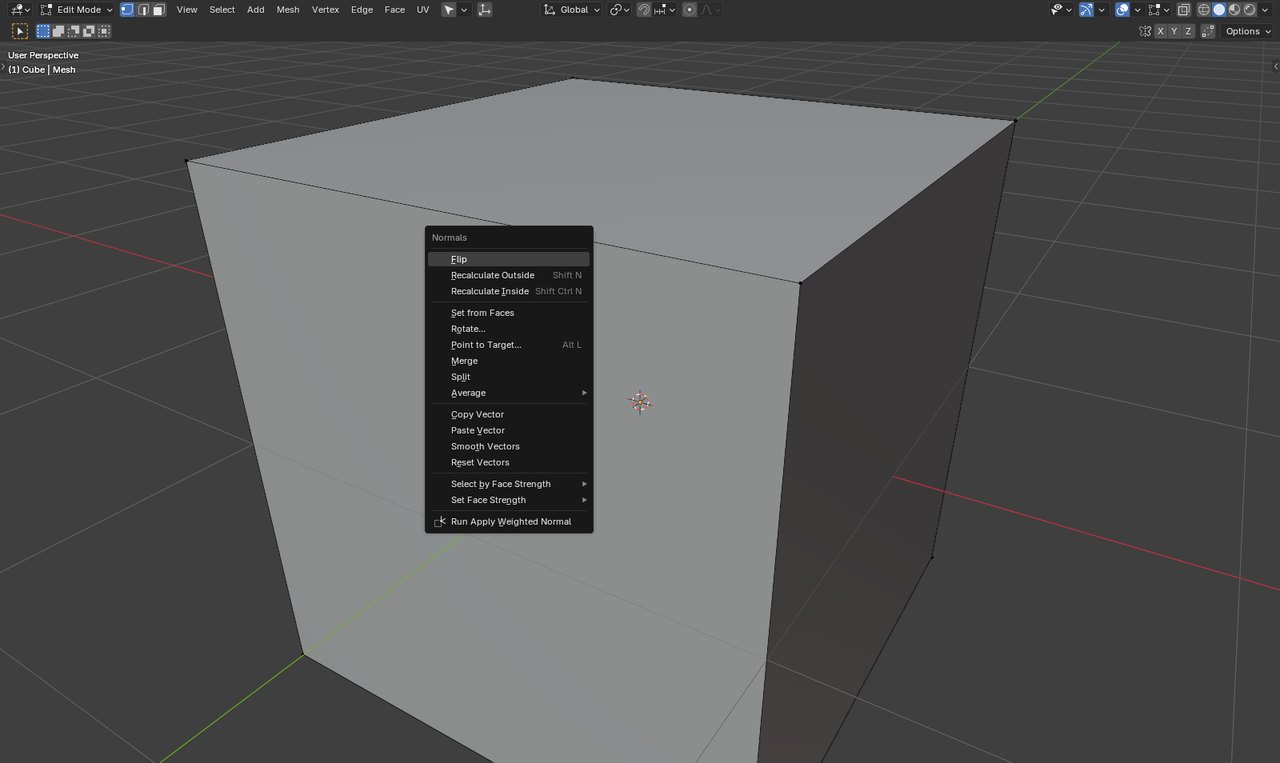 Edit Mode View Select Add Mesh Vertex Edge Face UV Global
X Y Z Options
User Perspective
(1) Cube | Mesh
Normals
Flip
Recalculate Outside Shift N
Recalculate Inside Shift Ctrl N
Set from Faces
Rotate...
Point to Target... Alt L
Merge
Split
Average
Copy Vector
Paste Vector
Smooth Vectors
Reset Vectors
Select by Face Strength
Set Face Strength
Run Apply Weighted Normal